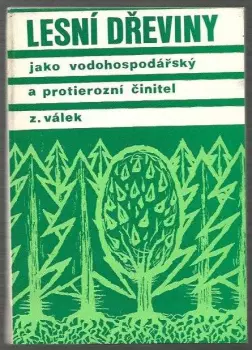 LESNÍ DŘEVINY
jako vodohospodářský
a protierozní činitel
z. válek